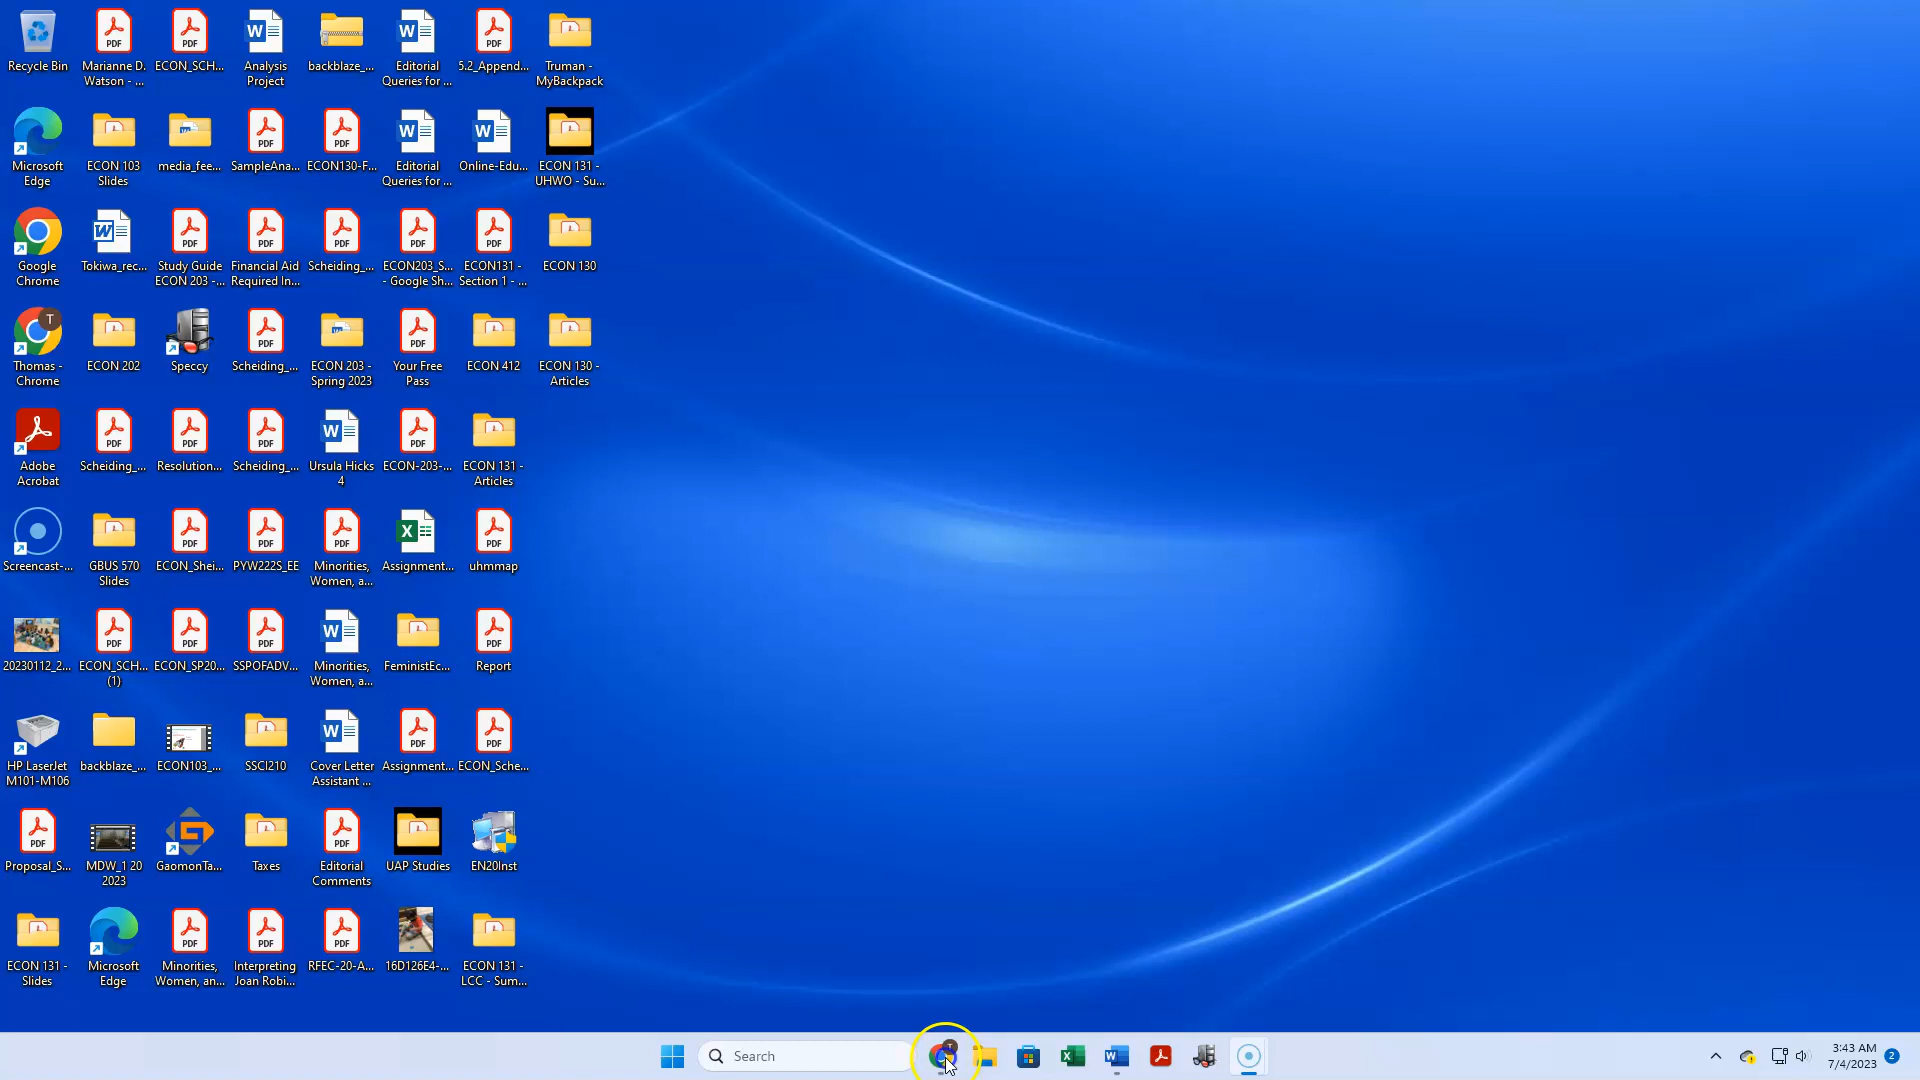 Recycle Bin
Marianne D. Watson - ...
ECON_SCH...
Analysis Project
backblaze_...
Editorial Queries for ...
5.2_Append...
Truman - MyBackpack
Microsoft Edge
ECON 103 Slides
media_fee...
SampleAna...
ECON130-F...
Editorial Queries for ...
Online-Edu...
ECON 131 - UHWO - Su...
Google Chrome
Tokiwa_rec...
Study Guide ECON 203 -...
Financial Aid Required In...
Scheiding_...
ECON203_S... - Google Sh...
ECON131 - Section 1 - ...
ECON 130
Thomas - Chrome
ECON 202
Speccy
Scheiding_...
ECON 203 - Spring 2023
Your Free Pass
ECON 412
ECON 130 - Articles
Adobe Acrobat
Scheiding_...
Resolution...
Scheiding_...
Ursula Hicks 4
ECON-203-...
ECON 131 - Articles
Screencast-...
GBUS 570 Slides
ECON_Shei...
PYW222S_EE
Minorities, Women, a...
Assignment...
uhmmap
20230112_2...
ECON_SCH... (1)
ECON_SP20...
SSPOFADV...
Minorities, Women, a...
FeministEc...
Report
HP LaserJet M101-M106
backblaze_...
ECON103_...
SSCI210
Cover Letter Assistant ...
Assignment...
ECON_Sche...
Proposal_S...
MDW_1 20 2023
GaomonTa...
Taxes
Editorial Comments
UAP Studies
EN20Inst
ECON 131 - Slides
Microsoft Edge
Minorities, Women, an...
Interpreting Joan Robi...
RFEC-20-A...
16D126E4-...
ECON 131 - LCC - Sum...
Search
3:43 AM
7/4/2023
2